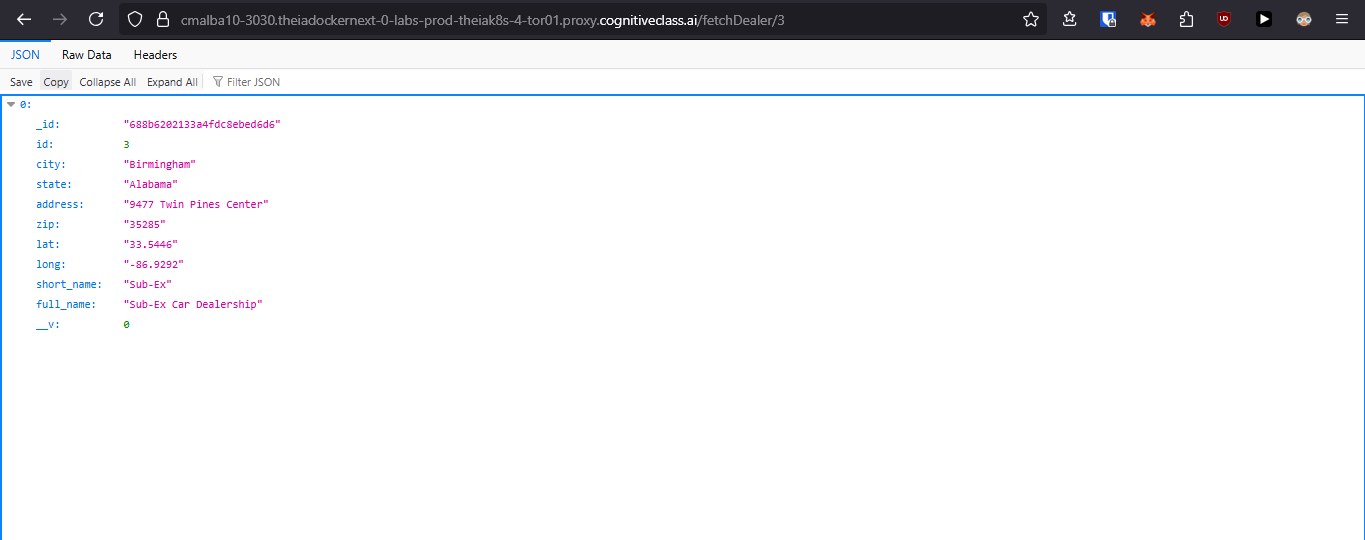 cmalba10-3030.theiadockernext-0-labs-prod-theiak8s-4-tor01.proxy.cognitiveclass.ai/fetchDealer/3
JSON Raw Data Headers
Save Copy Collapse All Expand All Filter JSON
0:
_id: "688b6202133a4fdc8ebed6d6"
id: 3
city: "Birmingham"
state: "Alabama"
address: "9477 Twin Pines Center"
zip: "35285"
lat: "33.5446"
long: "-86.9292"
short_name: "Sub-Ex"
full_name: "Sub-Ex Car Dealership"
__v: 0